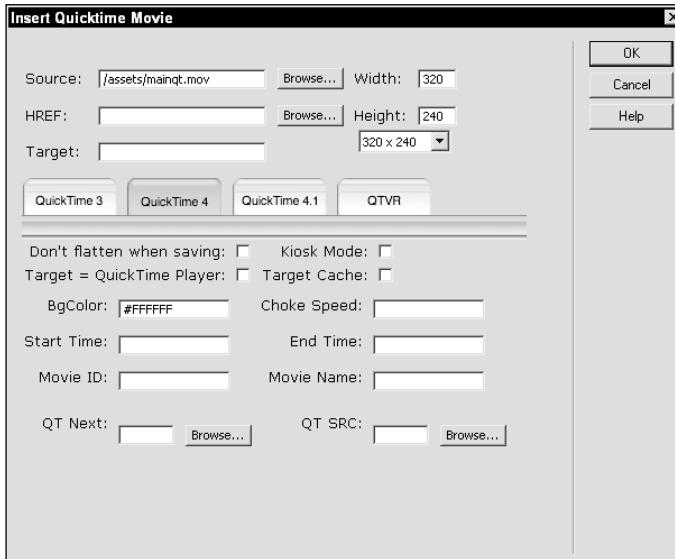 Insert Quicktime Movie
Source: /assets/mainqt.mov Browse... Width: 320 OK
Cancel
HREF: Browse... Height: 240 Help
320 x 240
Target:
QuickTime 3 QuickTime 4 QuickTime 4.1 QTVR
Don't flatten when saving: Kiosk Mode:
Target = QuickTime Player: Target Cache:
BgColor: #FFFFFF Choke Speed:
Start Time: End Time:
Movie ID: Movie Name:
QT Next: Browse... QT SRC: Browse...